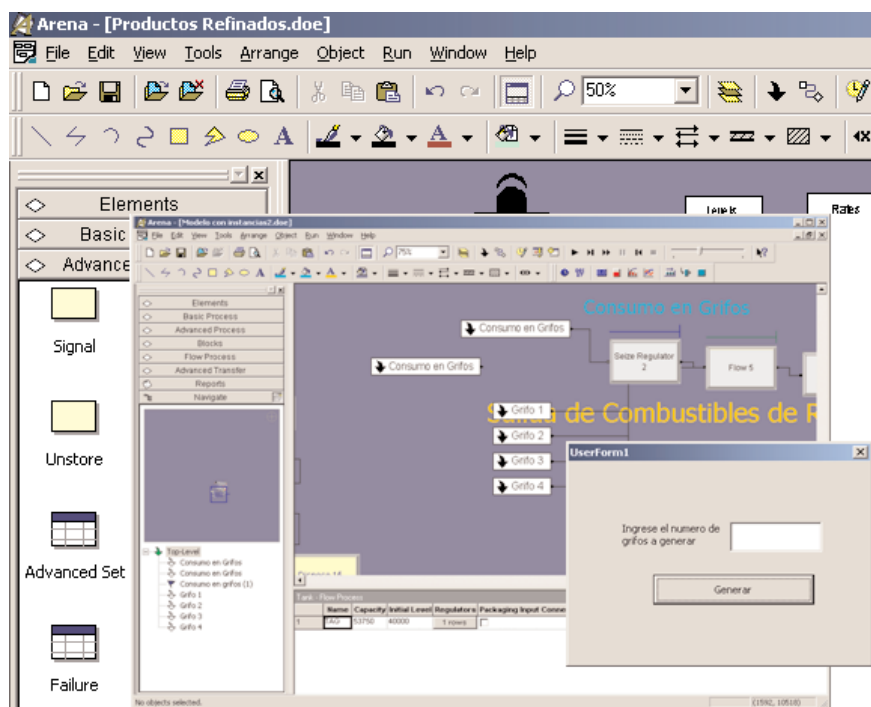 Arena - [Productos Refinados.doe]
File Edit View Tools Arrange Object Run Window Help
50%
A A
Elements
Basic
Advance
Signal
Unstore
Advanced Set
Failure
Levels
Rates
Arena - [Modelo con instancias2.doe]
File Edit View Tools Arrange Object Run Window Help
75%
A A
Elements
Basic Process
Advanced Process
Blocks
Flow Process
Advanced Transfer
Reports
Navigate
Top-Level
Consumo en Grifos
Consumo en Grifos
Consumo en grifos (1)
Grifo 1
Grifo 2
Grifo 3
Grifo 4
Consumo en Grifos
Consumo en Grifos
Seize Regulator
2
Flow 5
Consumo en Grifos
Grifo 1
Salida de Combustibles de R
Grifo 2
Grifo 3
Grifo 4
Tank - Flow Process
Name Capacity Initial Level Regulators Packaging Input Conne
1 53750 40000 1 rows
No objects selected.
(1592, 10518)
UserForm1
Ingrese el numero de
grifos a generar
Generar